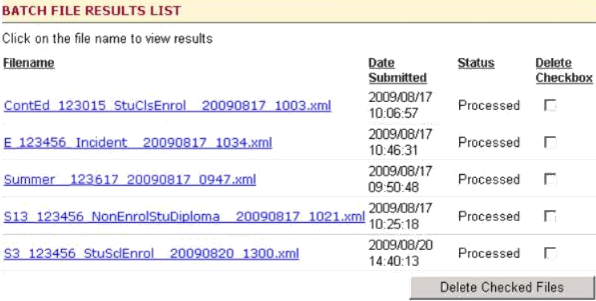 BATCH FILE RESULTS LIST
Click on the file name to view results
Filename Date Submitted Status Delete Checkbox
ContEd_123015_StuClsEnrol__20090817_1003.xml 2009/08/17 10:06:57 Processed
E_123456_Incident__20090817_1034.xml 2009/08/17 10:46:31 Processed
Summer__123617_20090817_0947.xml 2009/08/17 09:50:48 Processed
S13_123456_NonEnrolStuDiploma__20090817_1021.xml 2009/08/17 10:25:18 Processed
S3_123456_StuSclEnrol__20090820_1300.xml 2009/08/20 14:40:13 Processed
Delete Checked Files